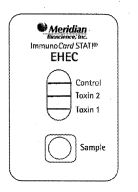 Meridian
Bioscience, Inc.
ImmunoCard STAT!®
EHEC
Control
Toxin 2
Toxin 1
Sample